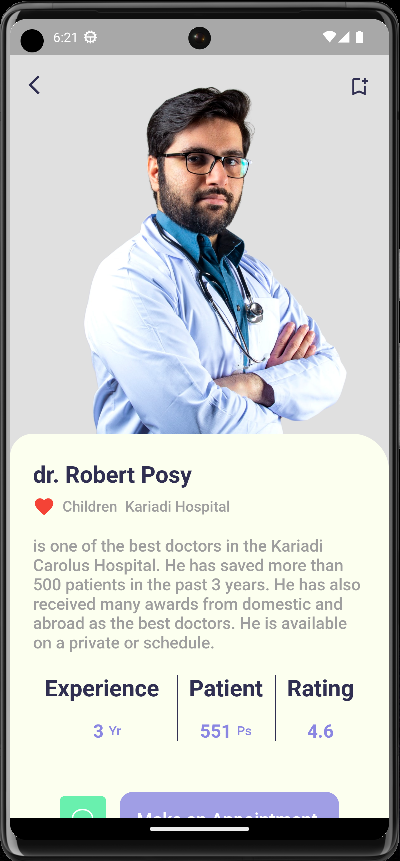 6:21
dr. Robert Posy
Children Kariadi Hospital
is one of the best doctors in the Kariadi
Carolus Hospital. He has saved more than
500 patients in the past 3 years. He has also
received many awards from domestic and
abroad as the best doctors. He is available
on a private or schedule.
Experience Patient Rating
3 Yr 551 Ps 4.6
Make an Appointment